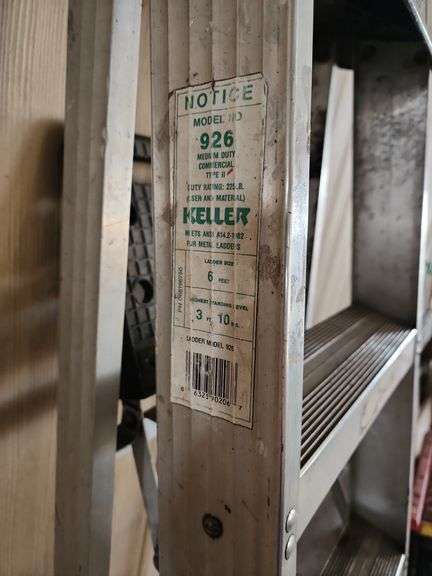 NOTICE
MODEL NO
926
MEDIUM DUTY
COMMERCIAL
TYPE II
DUTY RATING: 225 LB.
(USER AND MATERIAL)
KELLER
MEETS ANSI A14.2-1982
FOR METAL LADDERS
LADDER SIZE
6 FEET
HIGHEST STANDING LEVEL
3 FT. 10 INS.
LADDER MODEL 926